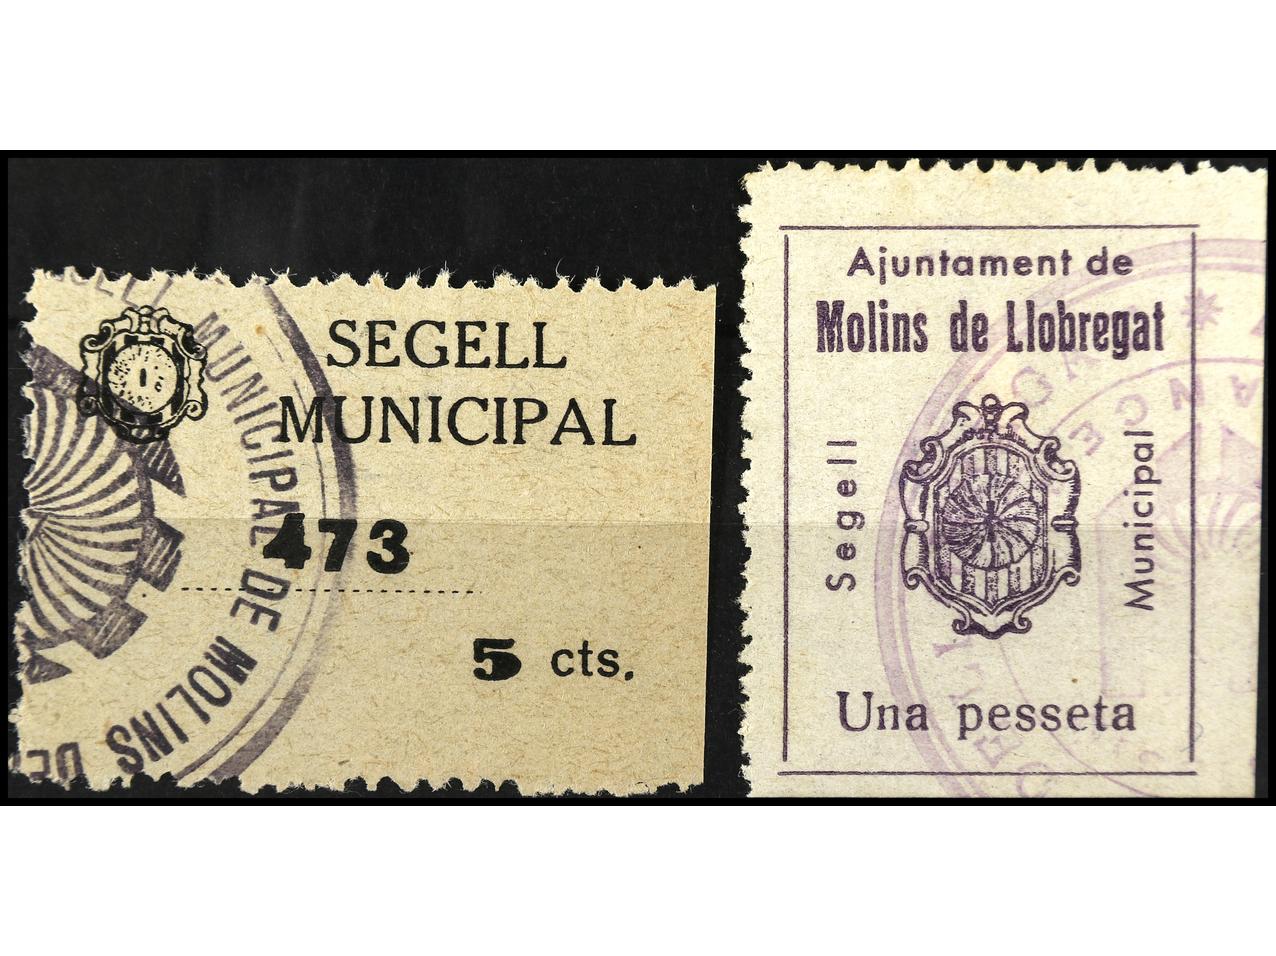 SEGELL
MUNICIPAL
473
5 cts.
MUNICIPAL DE MOLINS DE
Ajuntament de
Molins de Llobregat
Segell
Municipal
Una pesseta